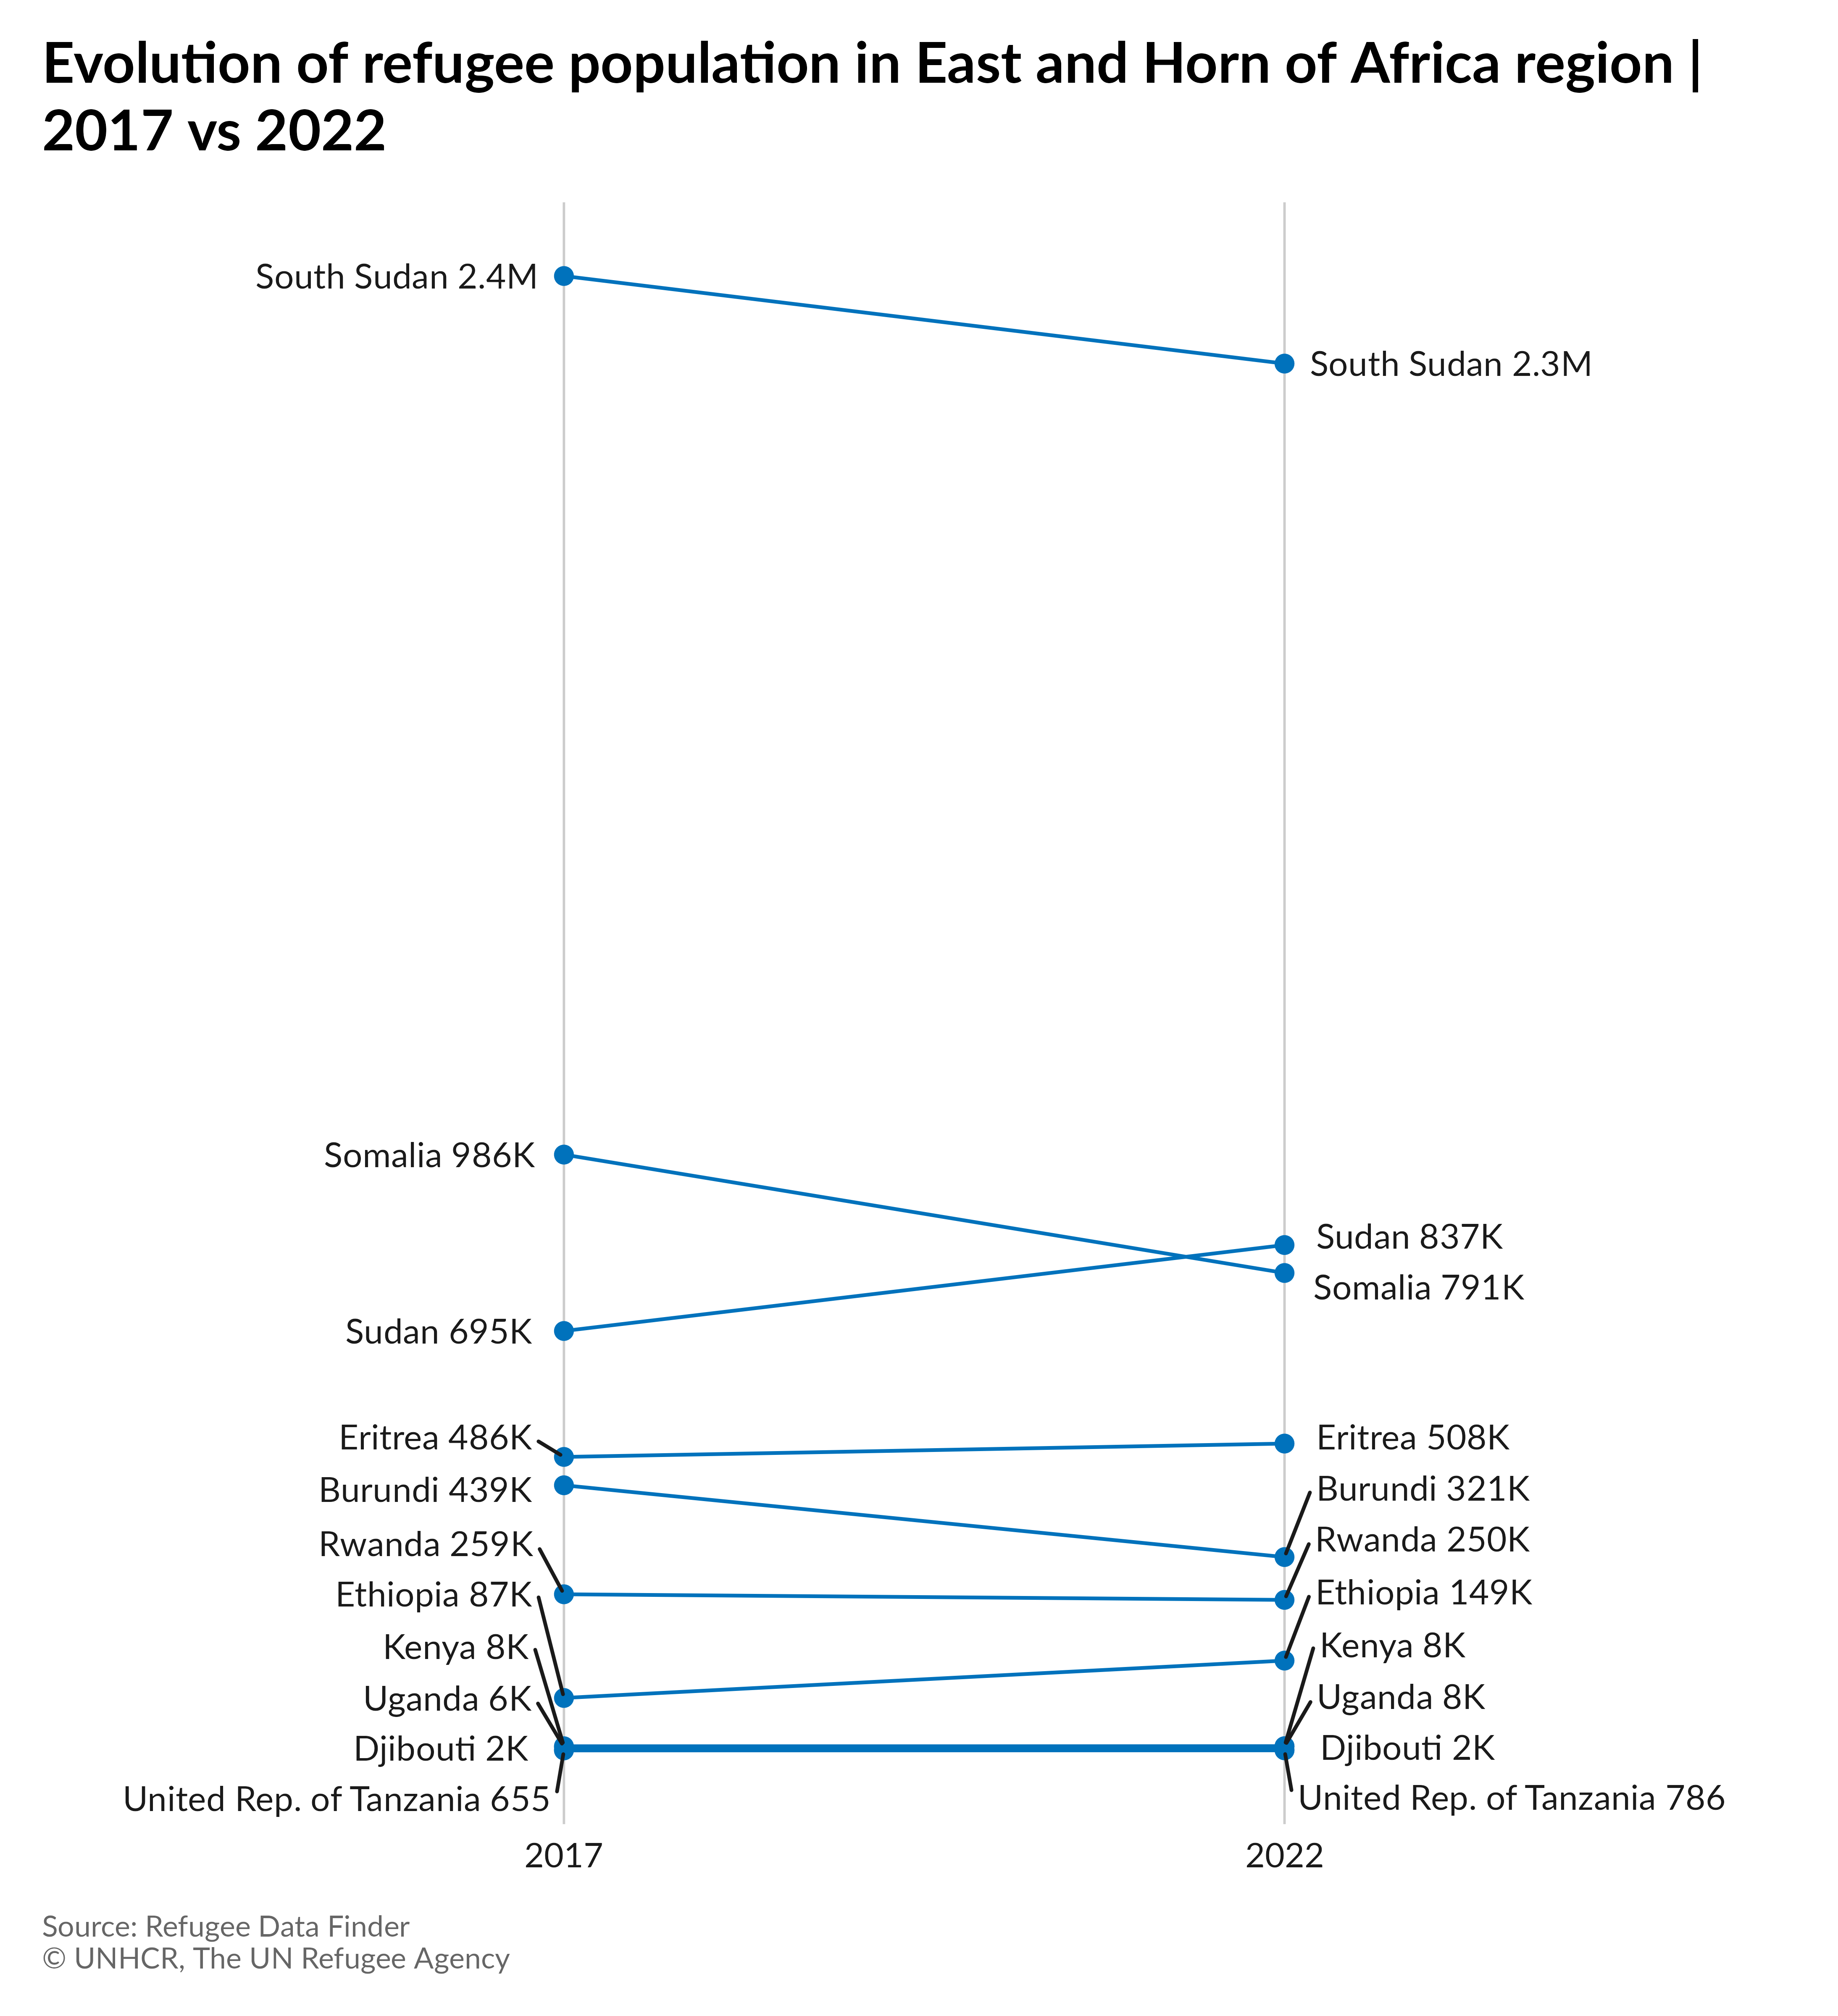 Evolution of refugee population in East and Horn of Africa region |
2017 vs 2022
South Sudan 2.4M
South Sudan 2.3M
Somalia 986K
Sudan 837K
Somalia 791K
Sudan 695K
Eritrea 486K
Eritrea 508K
Burundi 439K
Burundi 321K
Rwanda 259K
Rwanda 250K
Ethiopia 87K
Ethiopia 149K
Kenya 8K
Kenya 8K
Uganda 6K
Uganda 8K
Djibouti 2K
Djibouti 2K
United Rep. of Tanzania 655
United Rep. of Tanzania 786
2017
2022
Source: Refugee Data Finder
© UNHCR, The UN Refugee Agency